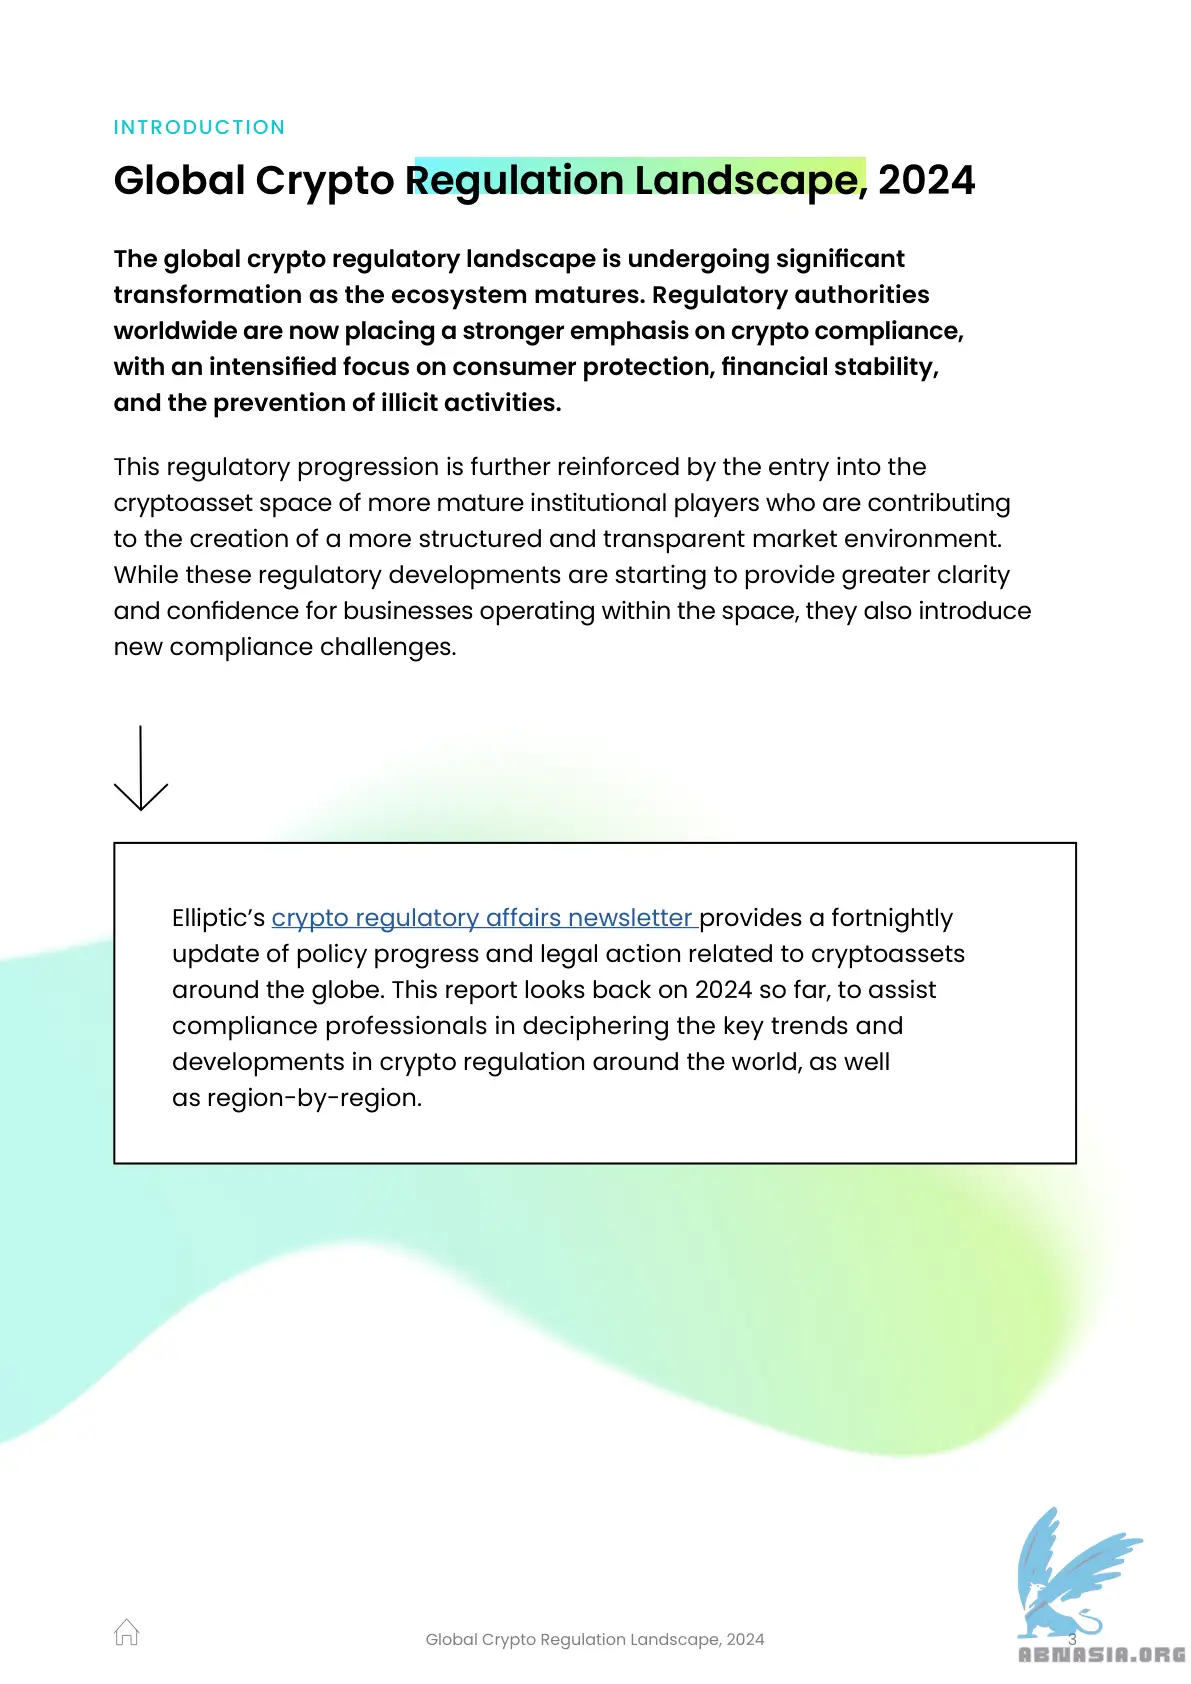 INTRODUCTION
Global Crypto Regulation Landscape, 2024
The global crypto regulatory landscape is undergoing significant
transformation as the ecosystem matures. Regulatory authorities
worldwide are now placing a stronger emphasis on crypto compliance,
with an intensified focus on consumer protection, financial stability,
and the prevention of illicit activities.
This regulatory progression is further reinforced by the entry into the
cryptoasset space of more mature institutional players who are contributing
to the creation of a more structured and transparent market environment.
While these regulatory developments are starting to provide greater clarity
and confidence for businesses operating within the space, they also introduce
new compliance challenges.
Elliptic’s crypto regulatory affairs newsletter provides a fortnightly
update of policy progress and legal action related to cryptoassets
around the globe. This report looks back on 2024 so far, to assist
compliance professionals in deciphering the key trends and
developments in crypto regulation around the world, as well
as region-by-region.
Global Crypto Regulation Landscape, 2024
3
ABNASIA.ORG